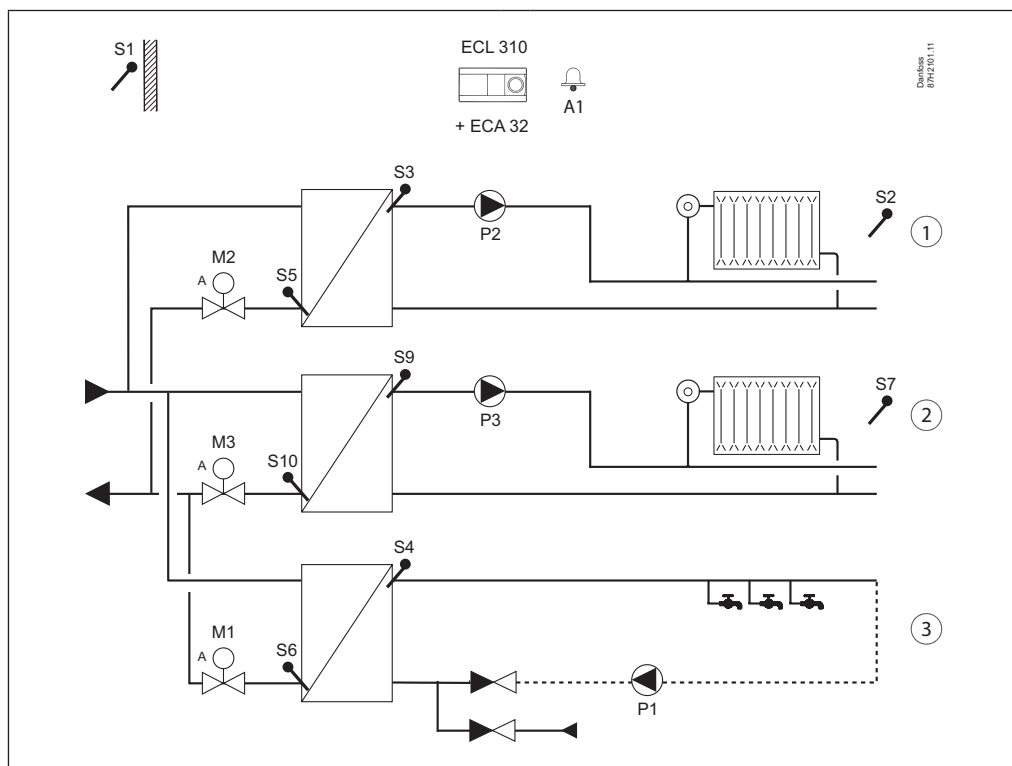 S1
ECL 310
+ ECA 32
A1
Danfoss
87H2101.11
S3
P2
S2
1
M2
A
S5
S9
P3
S7
2
M3
A
S10
S4
3
M1
A
S6
P1